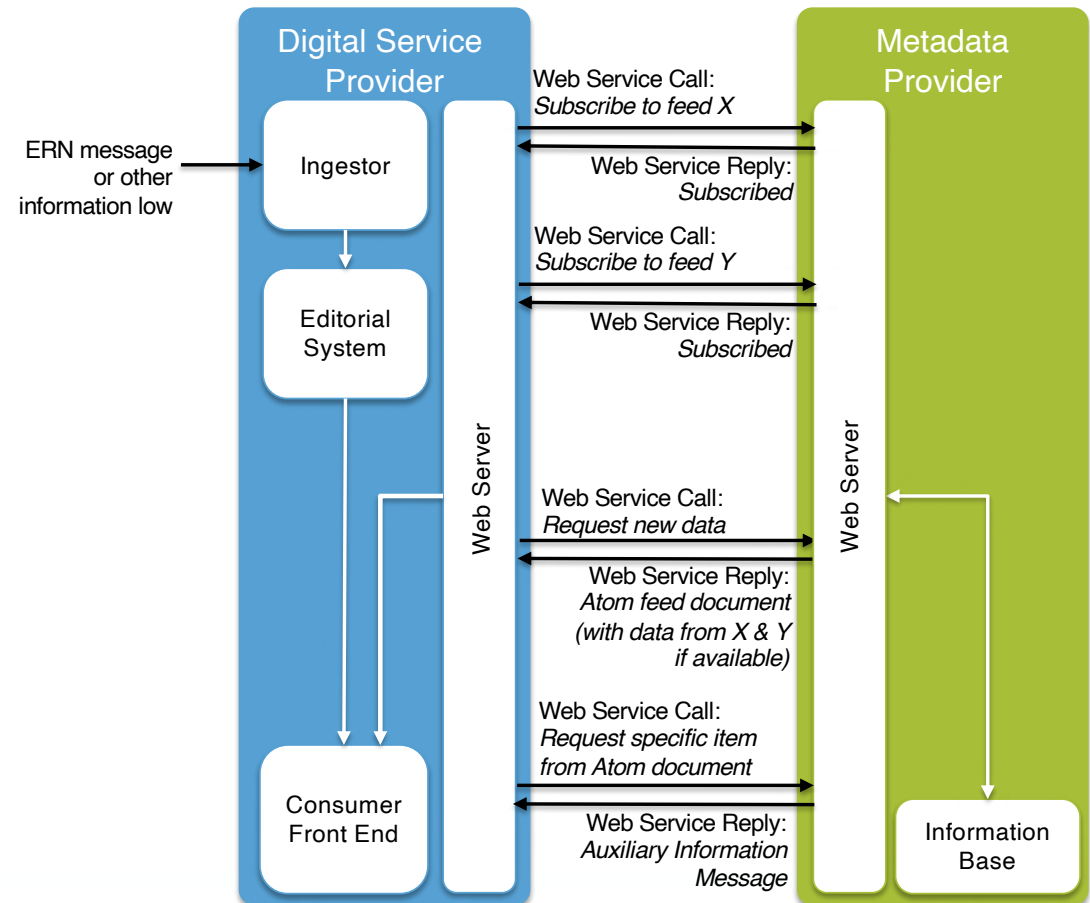 Digital Service
Provider
Metadata
Provider
Web Service Call:
Subscribe to feed X
ERN message
or other
information low
Ingestor
Web Service Reply:
Subscribed
Web Service Call:
Subscribe to feed Y
Editorial
System
Web Service Reply:
Subscribed
Web Server
Web Server
Web Service Call:
Request new data
Web Service Reply:
Atom feed document
(with data from X & Y
if available)
Web Service Call:
Request specific item
from Atom document
Consumer
Front End
Web Service Reply:
Auxiliary Information
Message
Information
Base